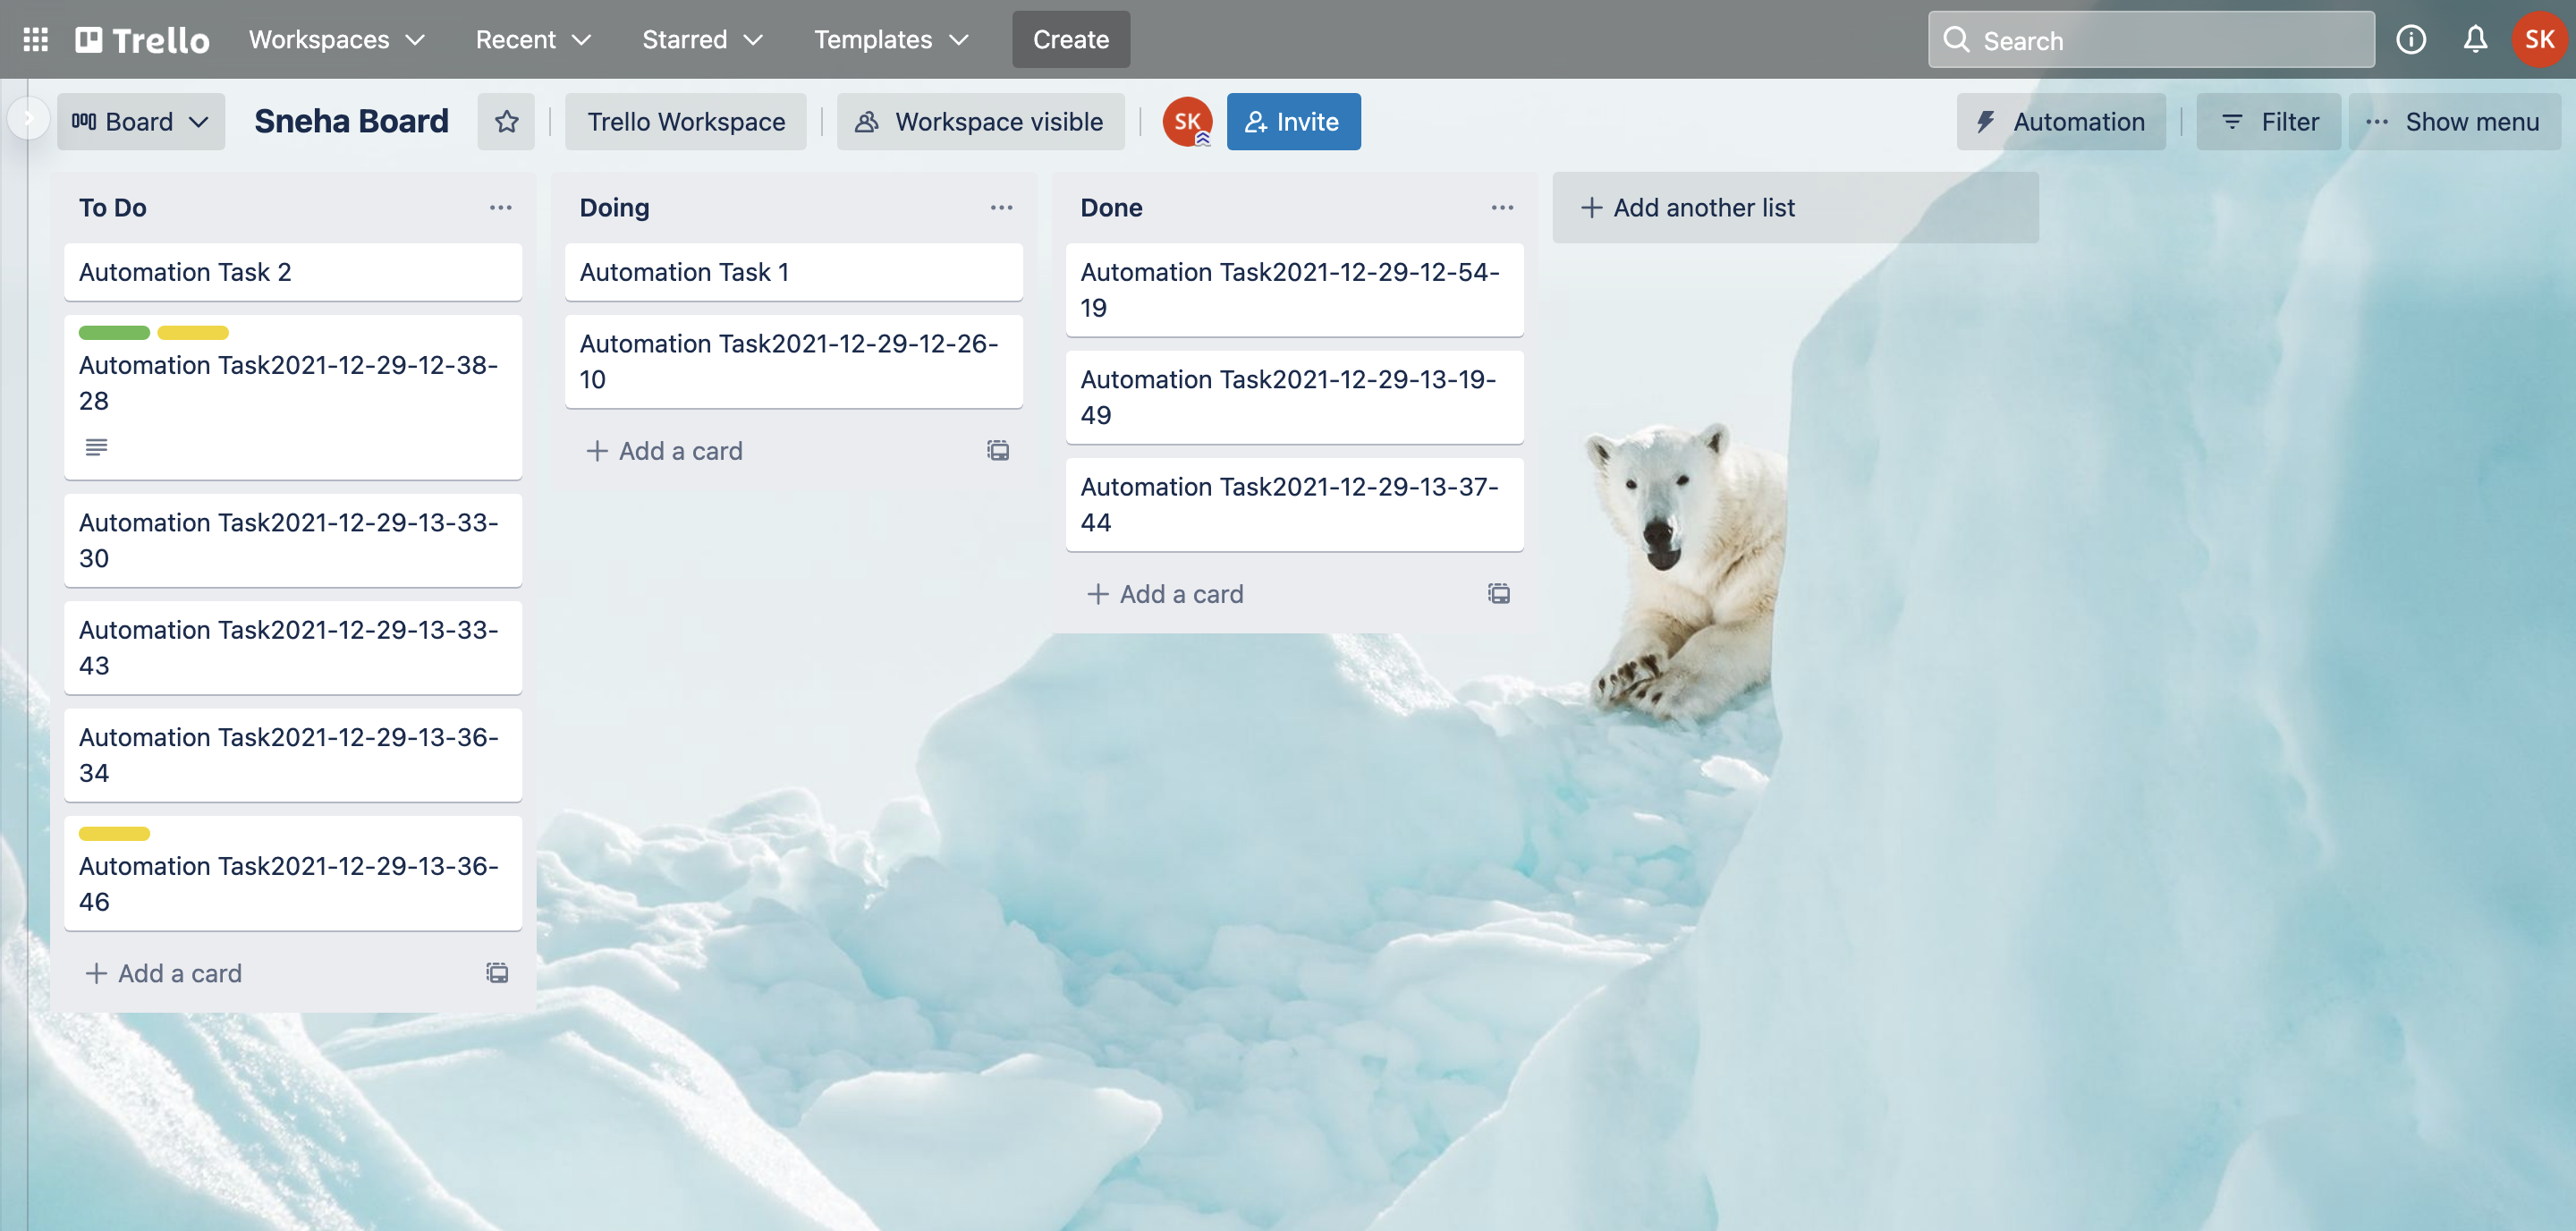 Trello Workspaces Recent Starred Templates Create Search SK
Board Sneha Board Trello Workspace Workspace visible SK Invite Automation Filter Show menu
To Do
Automation Task 2
Automation Task2021-12-29-12-38-
28
Automation Task2021-12-29-13-33-
30
Automation Task2021-12-29-13-33-
43
Automation Task2021-12-29-13-36-
34
Automation Task2021-12-29-13-36-
46
+ Add a card
Doing
Automation Task 1
Automation Task2021-12-29-12-26-
10
+ Add a card
Done
Automation Task2021-12-29-12-54-
19
Automation Task2021-12-29-13-19-
49
Automation Task2021-12-29-13-37-
44
+ Add a card
+ Add another list